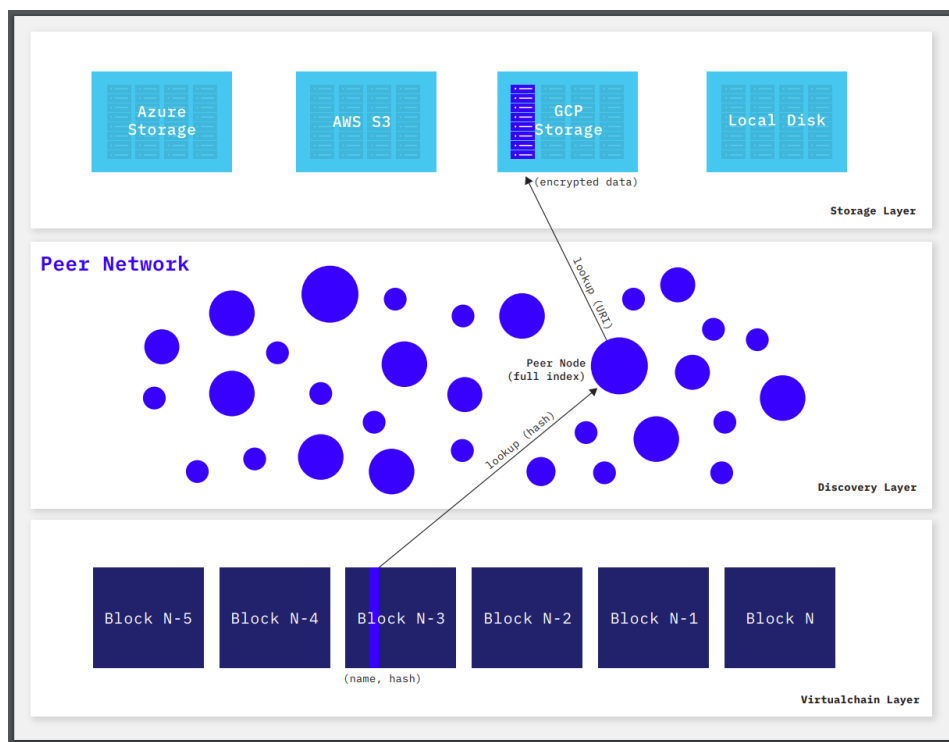 Azure
Storage
AWS S3
GCP
Storage
Local Disk
(encrypted data)
Storage Layer
Peer Network
lookup (URI)
Peer Node
(full index)
lookup (hash)
Discovery Layer
Block N-5
Block N-4
Block N-3
Block N-2
Block N-1
Block N
(name, hash)
Virtualchain Layer